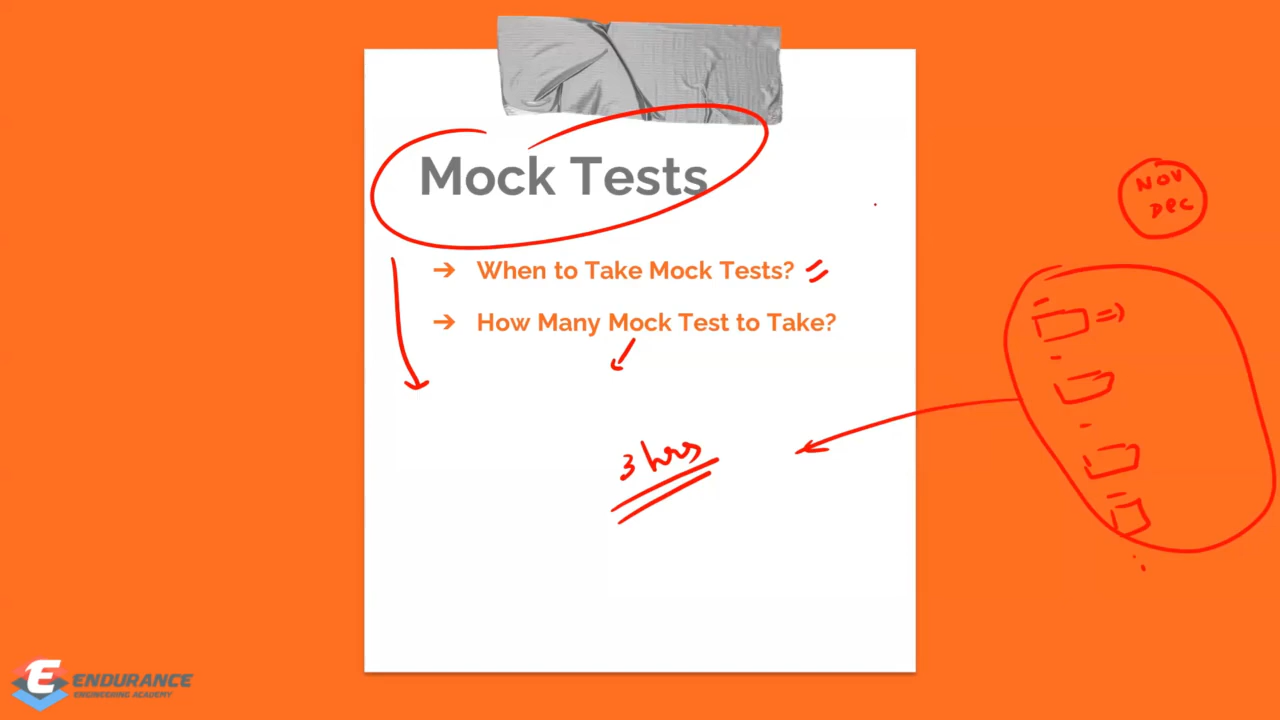 Mock Tests
→ When to Take Mock Tests?
→ How Many Mock Test to Take?
3 hrs
NOV
Dec
ENDURANCE
ENGINEERING ACADEMY